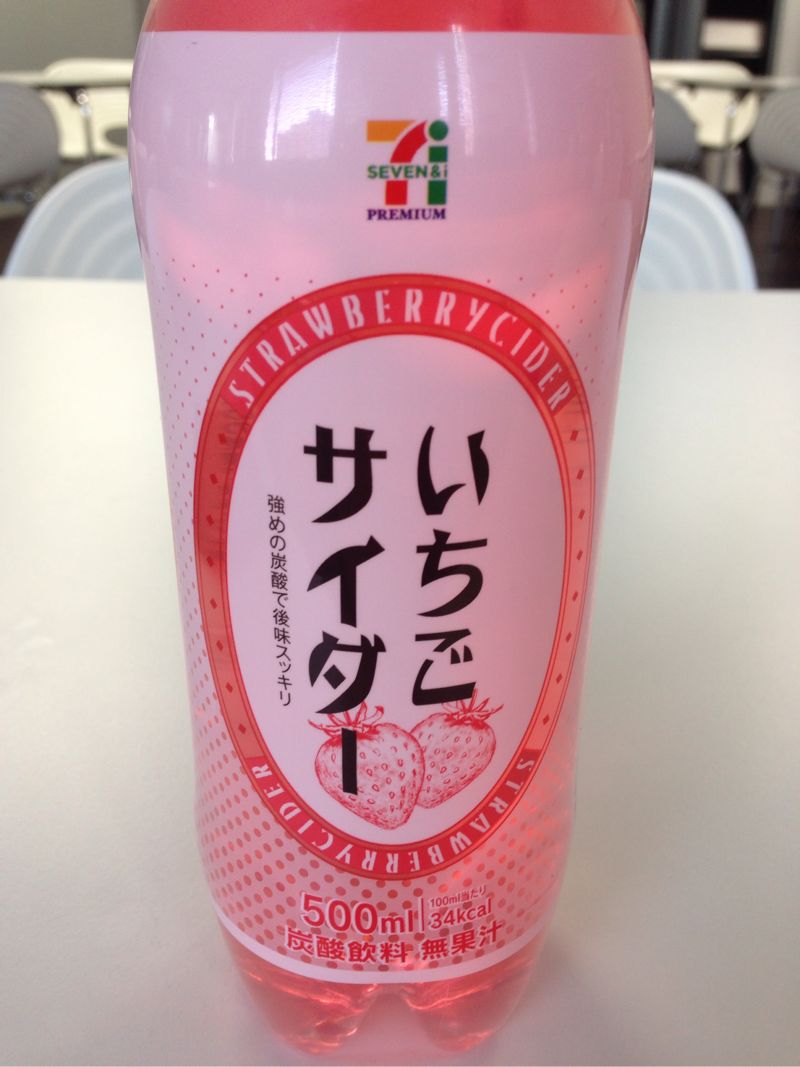 SEVEN&i
PREMIUM
STRAWBERRYCIDER
いちご
サイダー
強めの炭酸で後味スッキリ
STRAWBERRYCIDER
500ml
100ml当たり
34kcal
炭酸飲料 無果汁